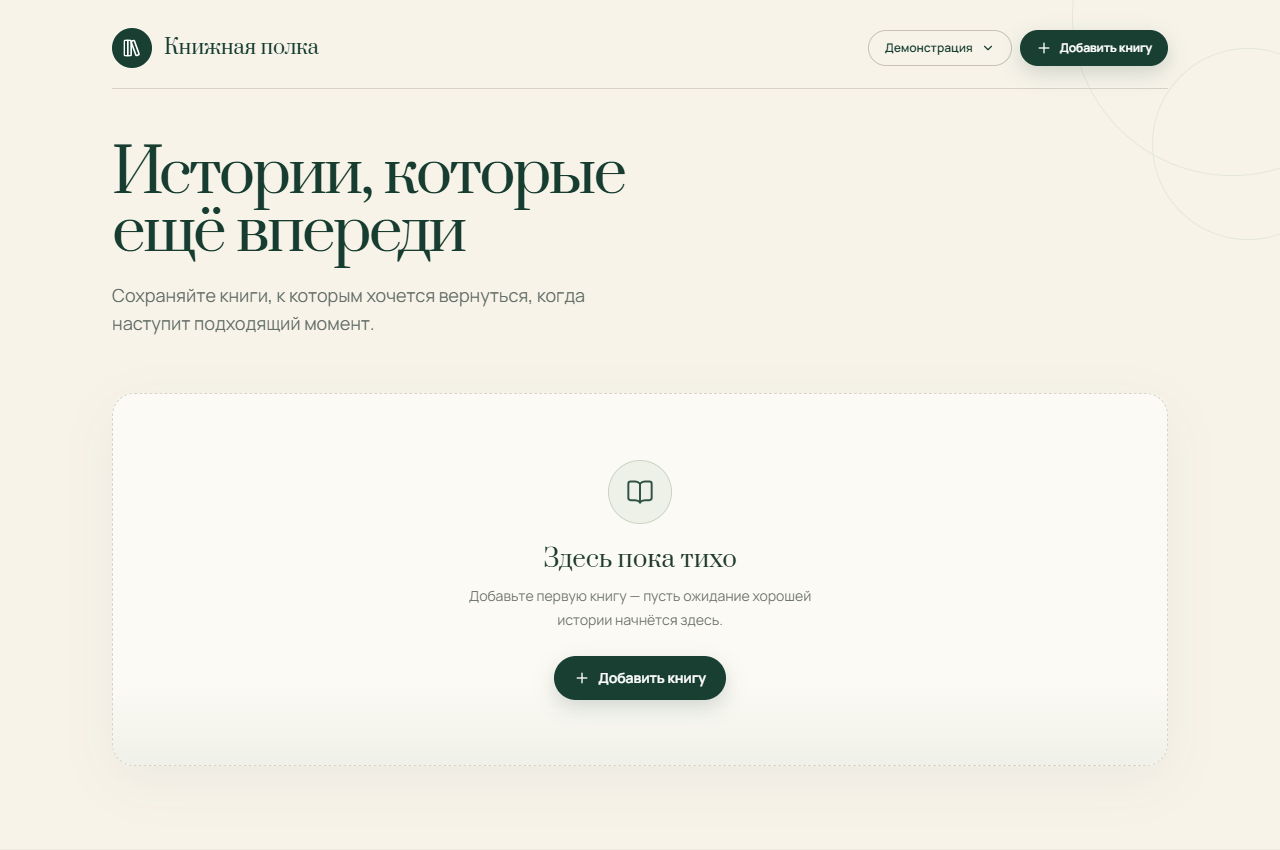 Книжная полка
Демонстрация
Добавить книгу
Истории, которые
ещё впереди
Сохраняйте книги, к которым хочется вернуться, когда
наступит подходящий момент.
Здесь пока тихо
Добавьте первую книгу — пусть ожидание хорошей
истории начнётся здесь.
Добавить книгу